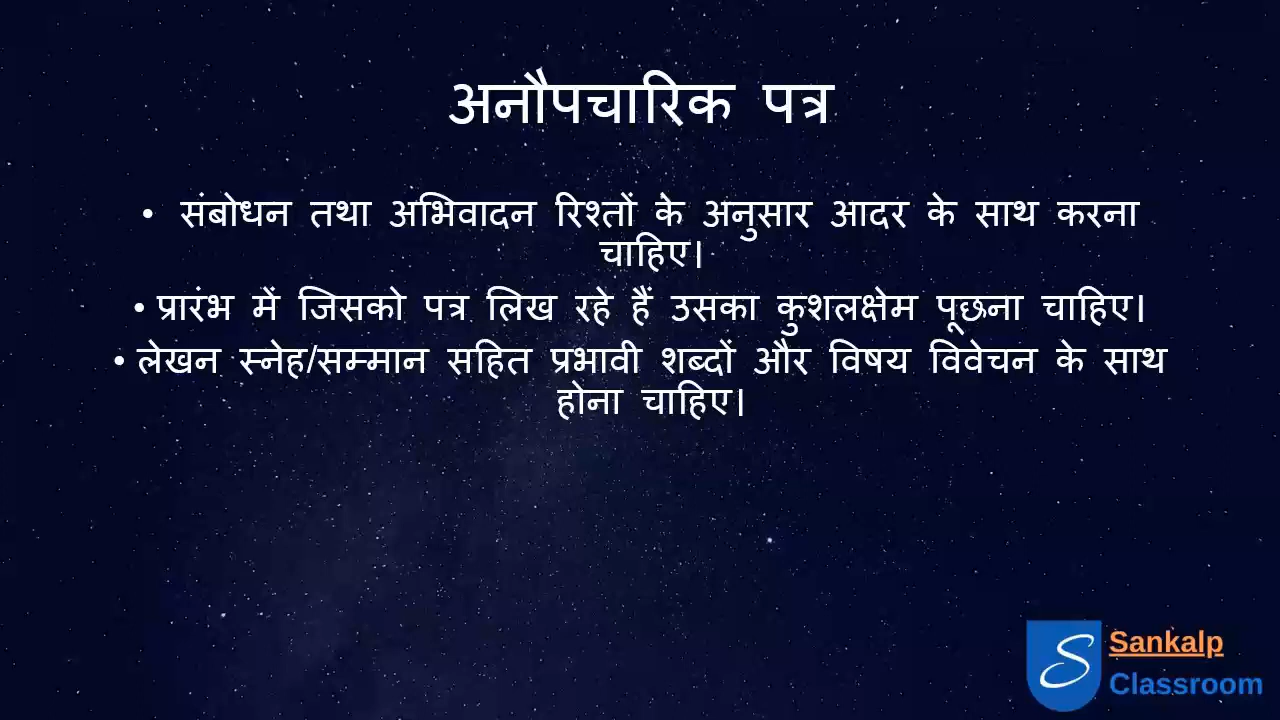 अनौपचारिक पत्र
• संबोधन तथा अभिवादन रिश्तों के अनुसार आदर के साथ करना
चाहिए।
• प्रारंभ में जिसको पत्र लिख रहे हैं उसका कुशलक्षेम पूछना चाहिए।
• लेखन स्नेह/सम्मान सहित प्रभावी शब्दों और विषय विवेचन के साथ
होना चाहिए।
Sankalp
Classroom